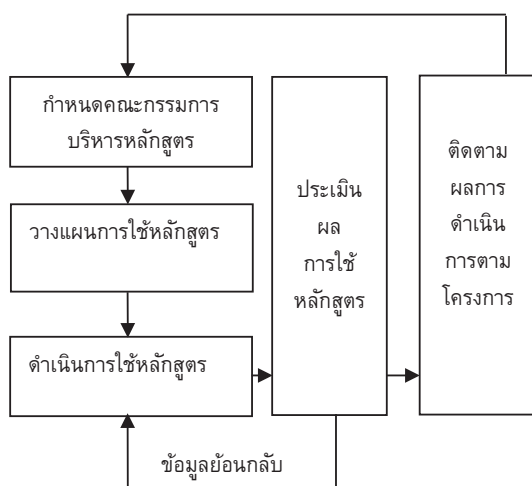 กำหนดคณะกรรมการ
บริหารหลักสูตร
วางแผนการใช้หลักสูตร
ดำเนินการใช้หลักสูตร
ประเมิน
ผล
การใช้
หลักสูตร
ติดตาม
ผลการ
ดำเนิน
การตาม
โครงการ
ข้อมูลย้อนกลับ